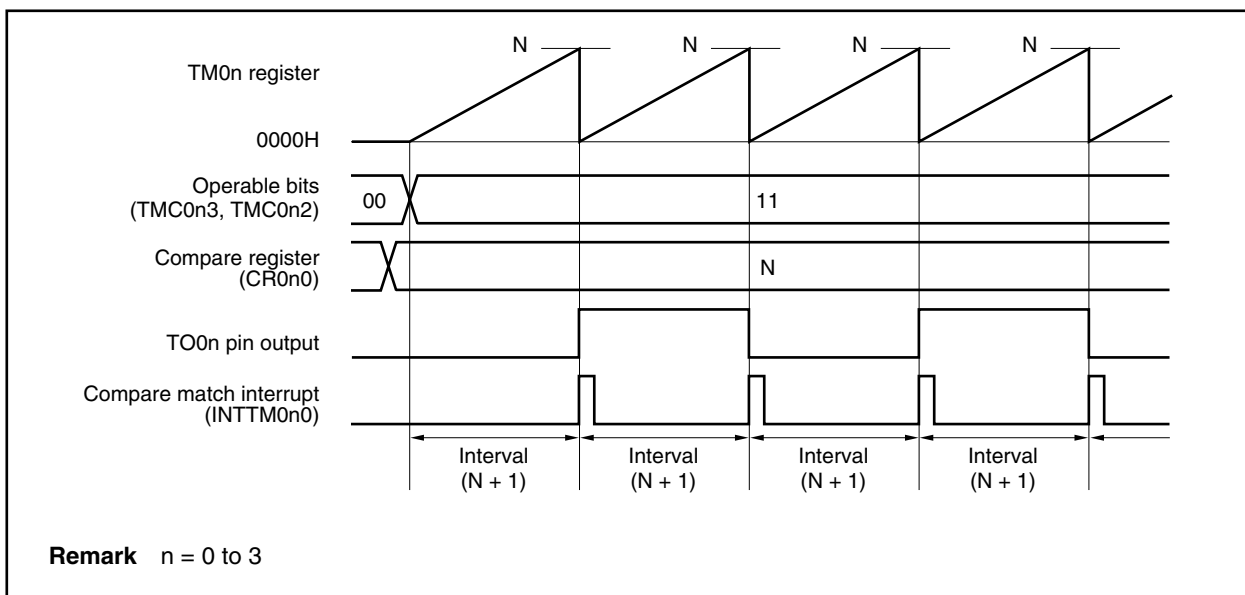 N N N N
TM0n register
0000H
Operable bits
(TMC0n3, TMC0n2)
00 11
Compare register
(CR0n0)
N
TO0n pin output
Compare match interrupt
(INTTM0n0)
Interval
(N + 1)
Interval
(N + 1)
Interval
(N + 1)
Interval
(N + 1)
Remark n = 0 to 3